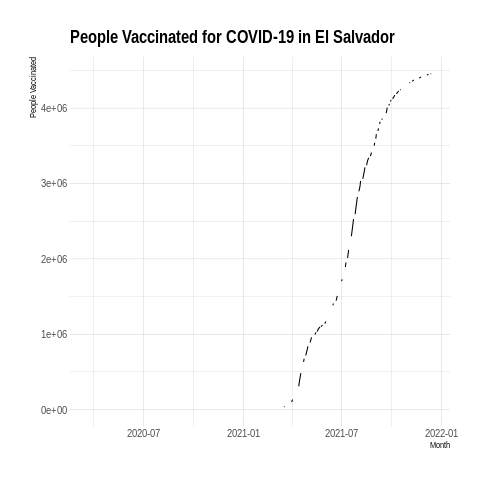 People Vaccinated for COVID-19 in El Salvador
People Vaccinated
4e+06
3e+06
2e+06
1e+06
0e+00
2020-07 2021-01 2021-07 2022-01
Month